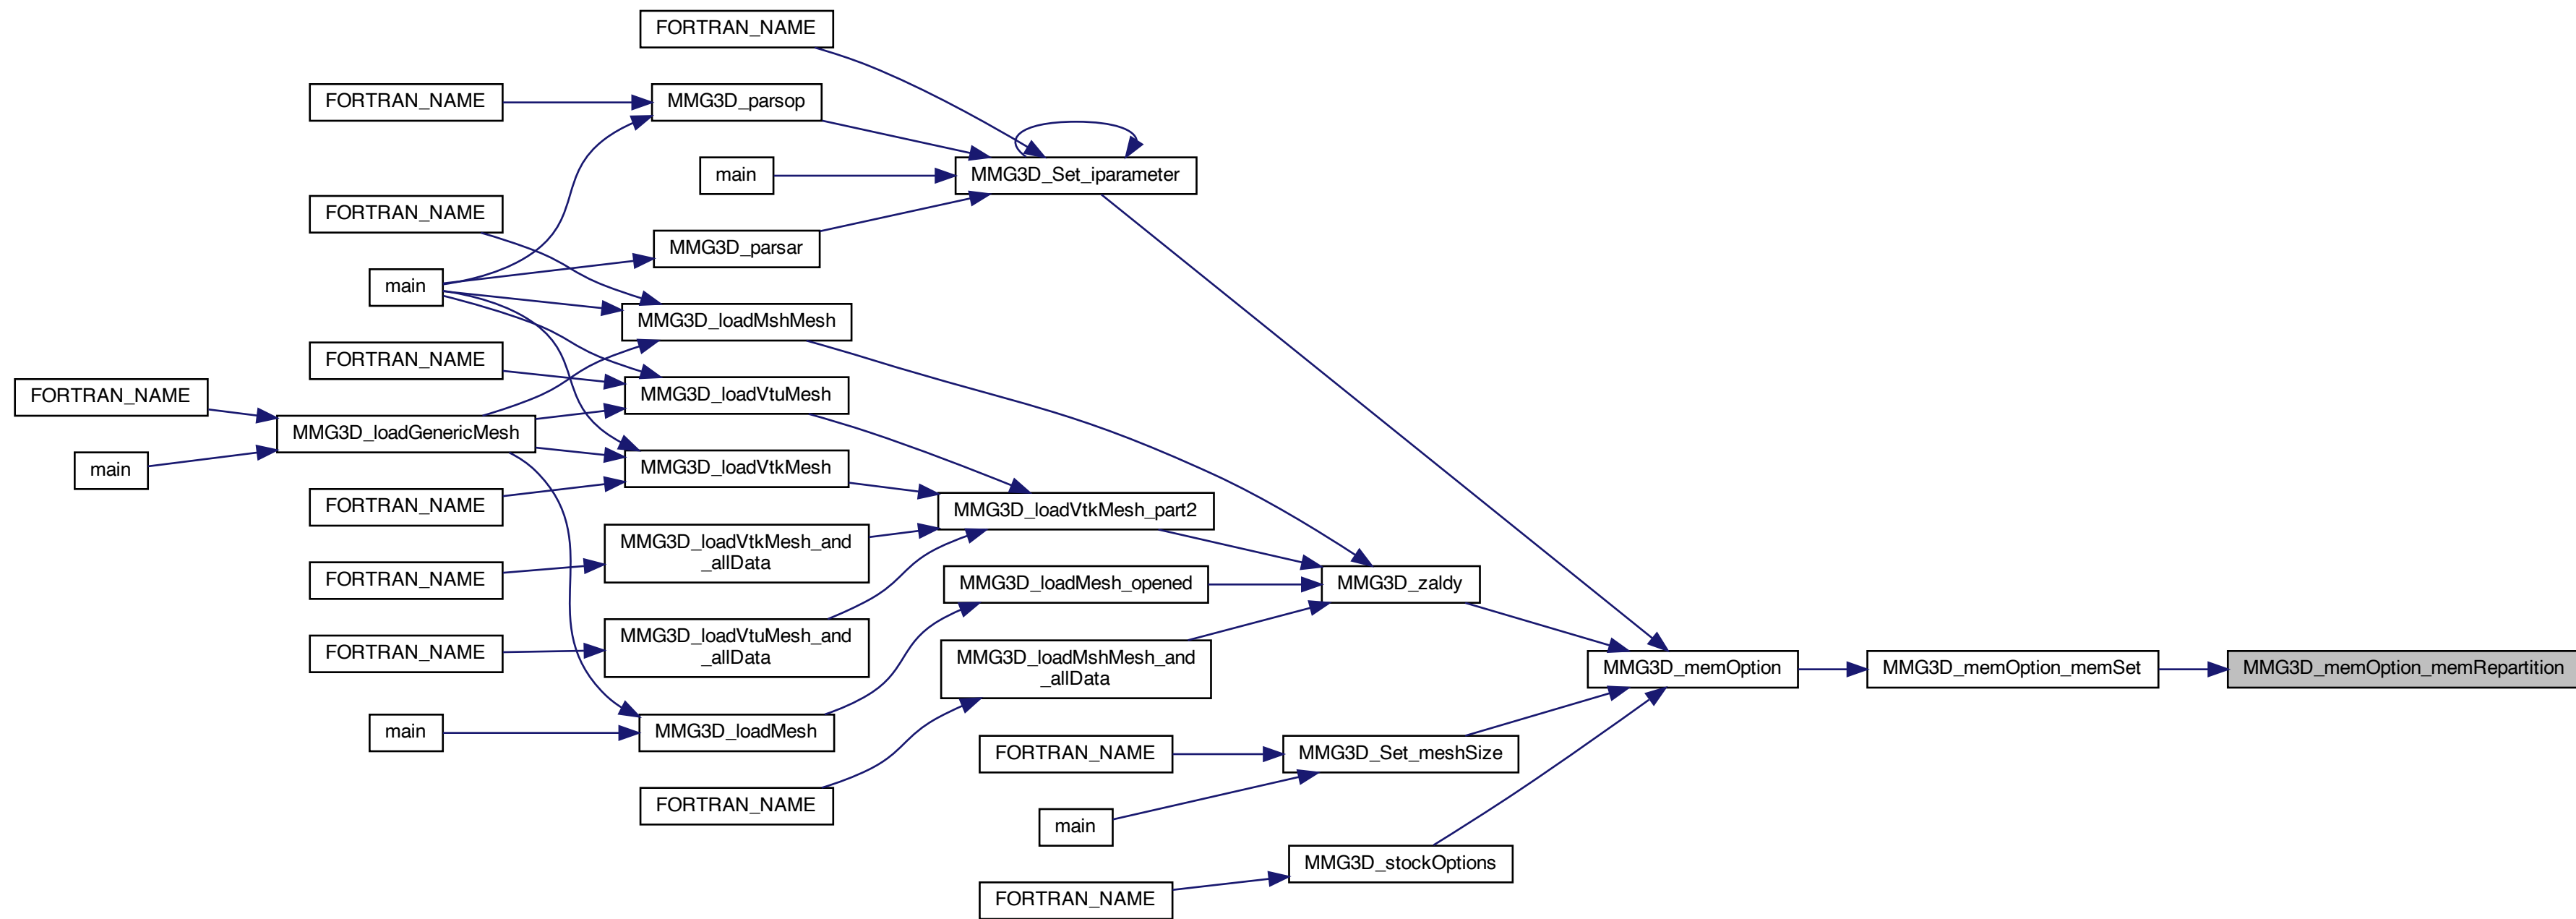 FORTRAN_NAME
FORTRAN_NAME
MMG3D_parsop
main
MMG3D_Set_iparameter
FORTRAN_NAME
MMG3D_parsar
main
MMG3D_loadMshMesh
FORTRAN_NAME
MMG3D_loadVtuMesh
FORTRAN_NAME
MMG3D_loadGenericMesh
main
MMG3D_loadVtkMesh
FORTRAN_NAME
MMG3D_loadVtkMesh_part2
MMG3D_loadVtkMesh_and
_allData
FORTRAN_NAME
MMG3D_loadMesh_opened
MMG3D_zaldy
MMG3D_loadVtuMesh_and
_allData
FORTRAN_NAME
MMG3D_loadMshMesh_and
_allData
MMG3D_memOption
MMG3D_memOption_memSet
MMG3D_memOption_memRepartition
main
MMG3D_loadMesh
FORTRAN_NAME
MMG3D_Set_meshSize
FORTRAN_NAME
main
MMG3D_stockOptions
FORTRAN_NAME